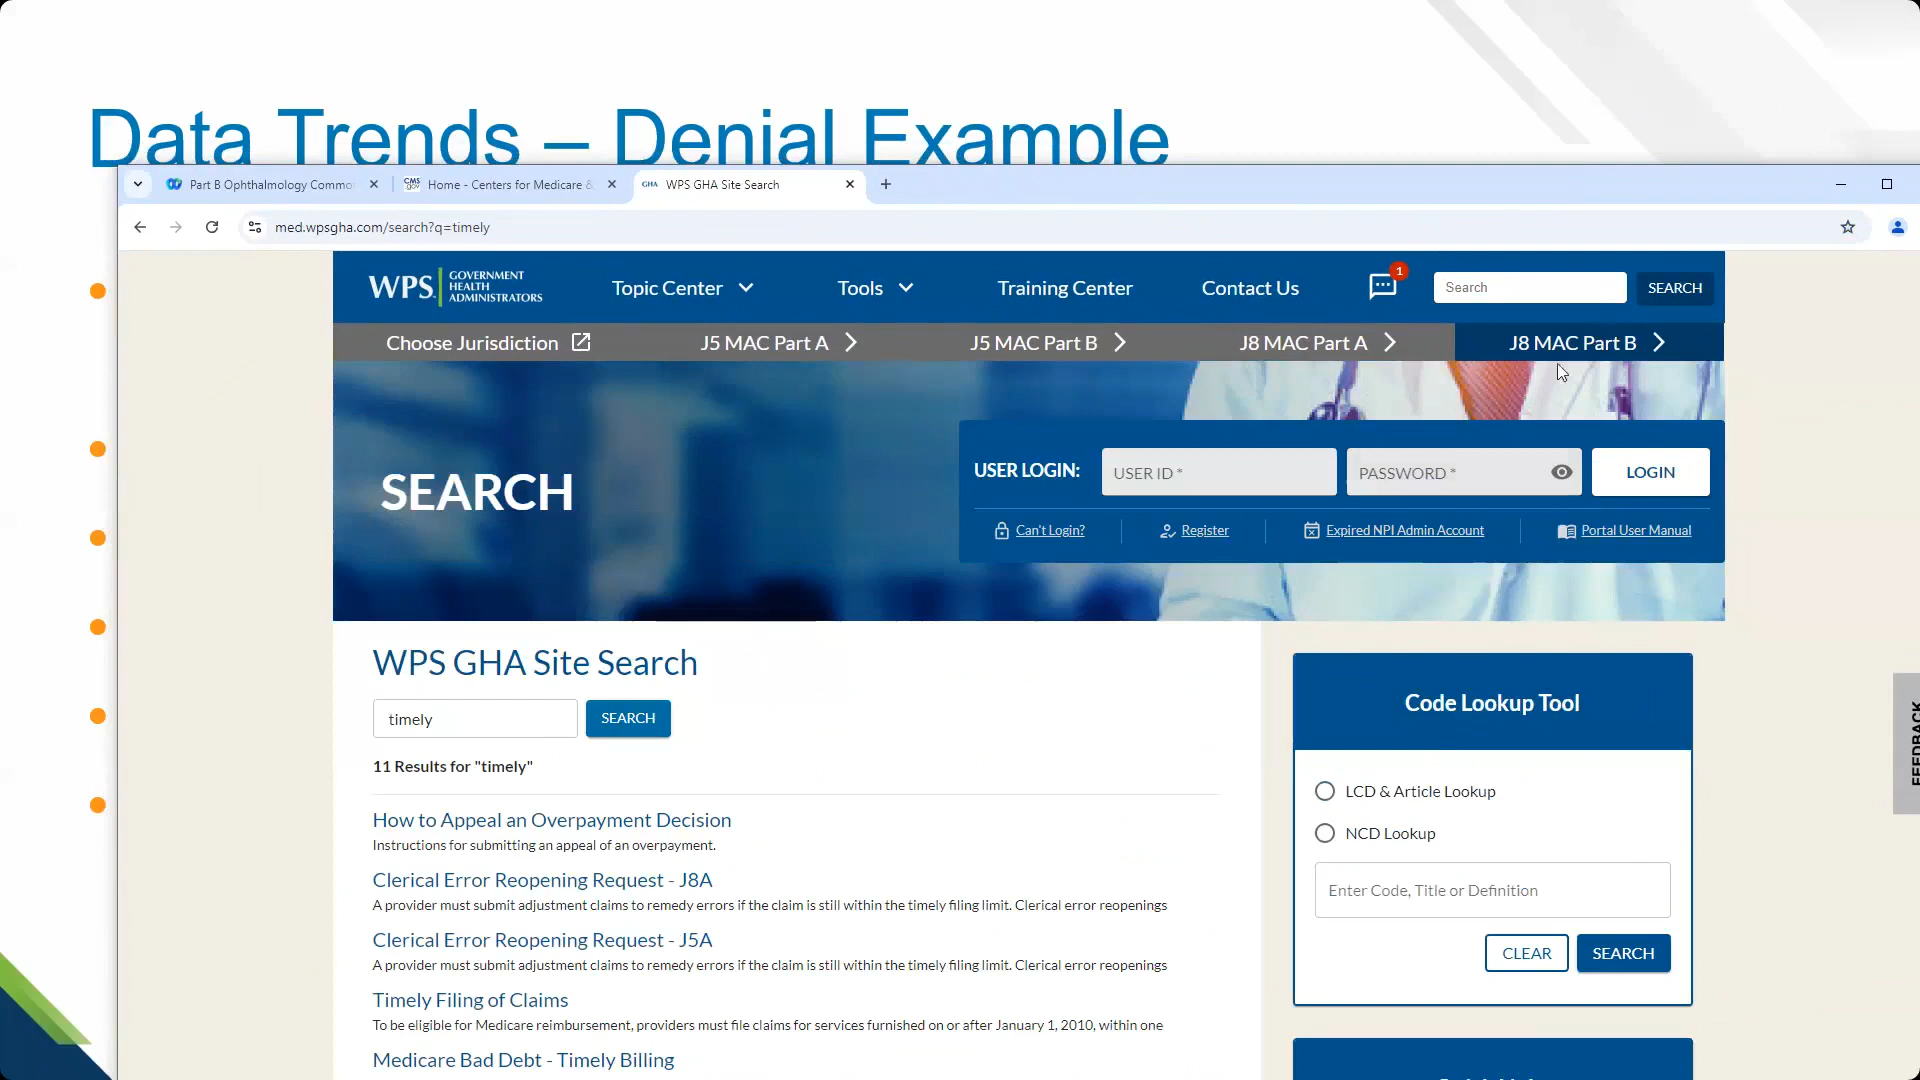 Data Trends – Denial Example
Part B Ophthalmology Commo
CMS.gov
Home - Centers for Medicare &
GHA
WPS GHA Site Search
med.wpsgha.com/search?q=timely
WPS. GOVERNMENT HEALTH ADMINISTRATORS
Topic Center
Tools
Training Center
Contact Us
1
Search
SEARCH
Choose Jurisdiction
J5 MAC Part A
J5 MAC Part B
J8 MAC Part A
J8 MAC Part B
SEARCH
USER LOGIN:
USER ID *
PASSWORD *
LOGIN
Can't Login?
Register
Expired NPI Admin Account
Portal User Manual
WPS GHA Site Search
timely
SEARCH
11 Results for "timely"
How to Appeal an Overpayment Decision
Instructions for submitting an appeal of an overpayment.
Clerical Error Reopening Request - J8A
A provider must submit adjustment claims to remedy errors if the claim is still within the timely filing limit. Clerical error reopenings
Clerical Error Reopening Request - J5A
A provider must submit adjustment claims to remedy errors if the claim is still within the timely filing limit. Clerical error reopenings
Timely Filing of Claims
To be eligible for Medicare reimbursement, providers must file claims for services furnished on or after January 1, 2010, within one
Medicare Bad Debt - Timely Billing
Code Lookup Tool
LCD & Article Lookup
NCD Lookup
Enter Code, Title or Definition
CLEAR
SEARCH
FEEDBACK